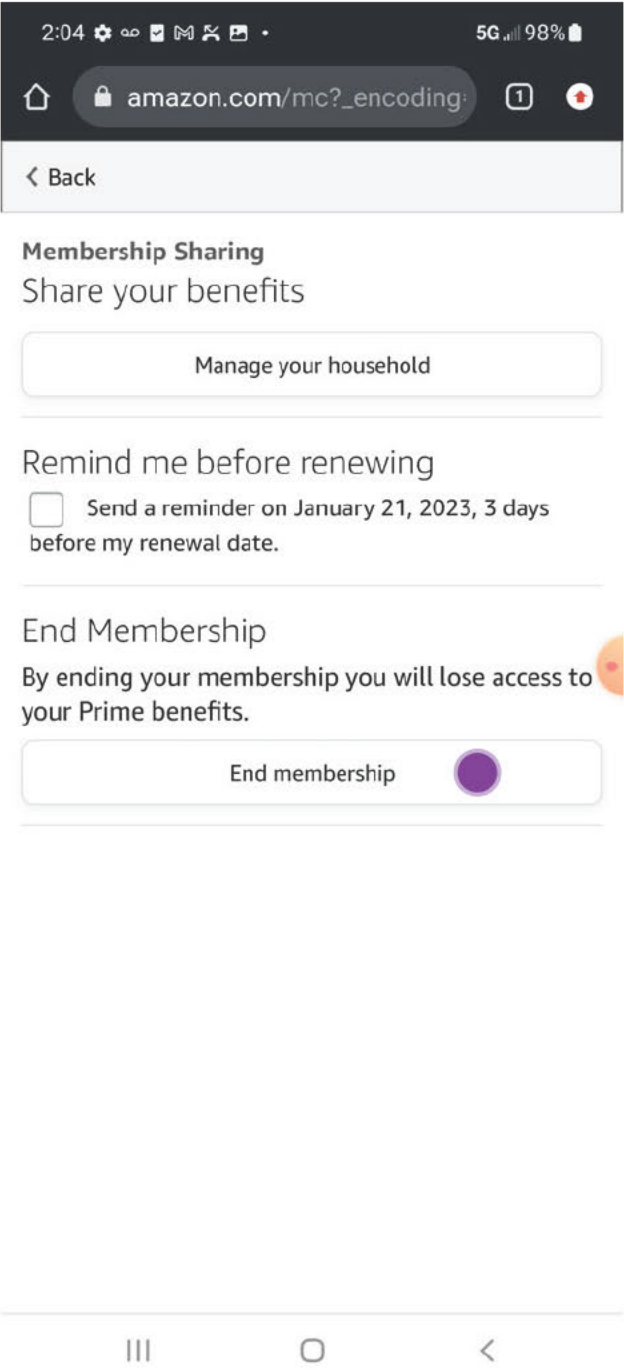 2:04
5G 98%
amazon.com/mc?_encoding
1
Back
Membership Sharing
Share your benefits
Manage your household
Remind me before renewing
Send a reminder on January 21, 2023, 3 days
before my renewal date.
End Membership
By ending your membership you will lose access to
your Prime benefits.
End membership